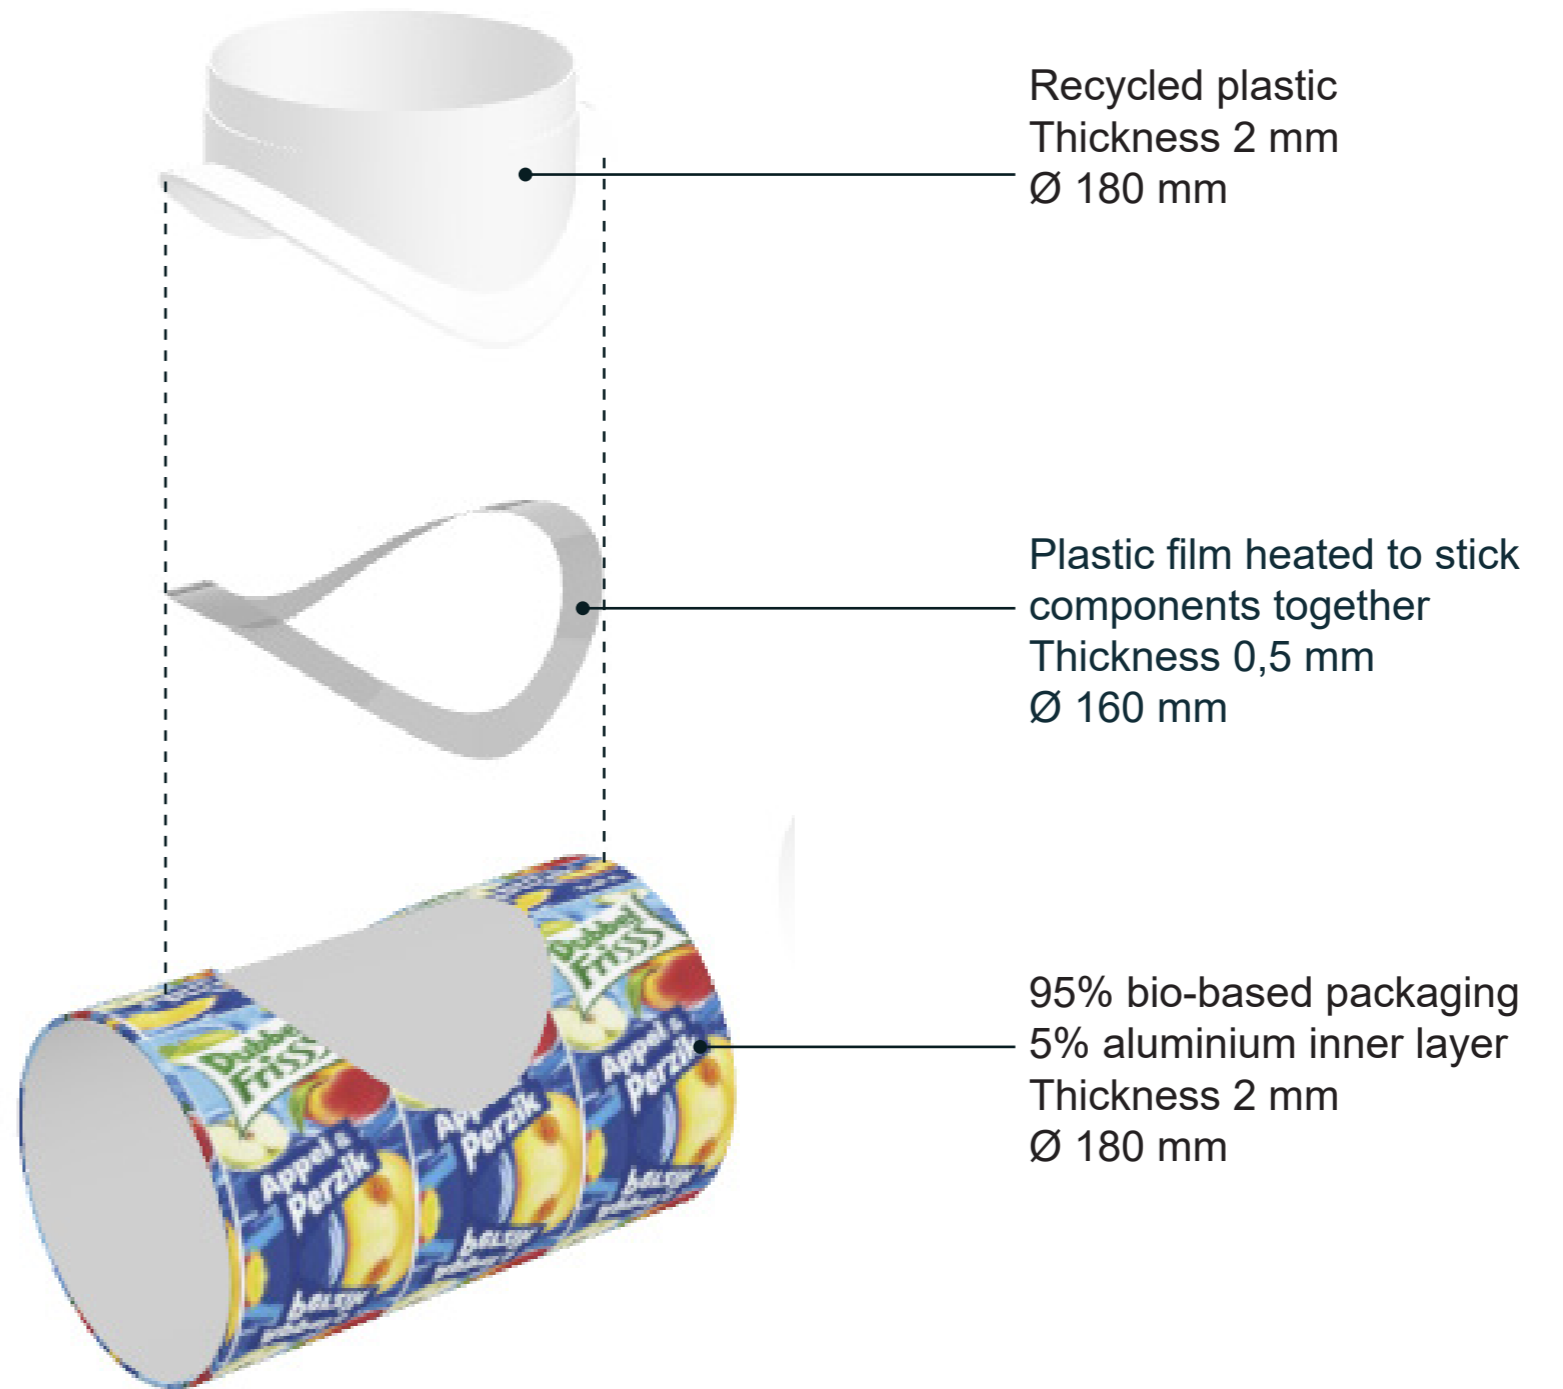 Recycled plastic
Thickness 2 mm
Ø 180 mm
Plastic film heated to stick
components together
Thickness 0,5 mm
Ø 160 mm
95% bio-based packaging
5% aluminium inner layer
Thickness 2 mm
Ø 180 mm
Dubbel
Frisss
Appel &
Perzik
Dubbel
Frisss
Appel &
Perzik
Perzik